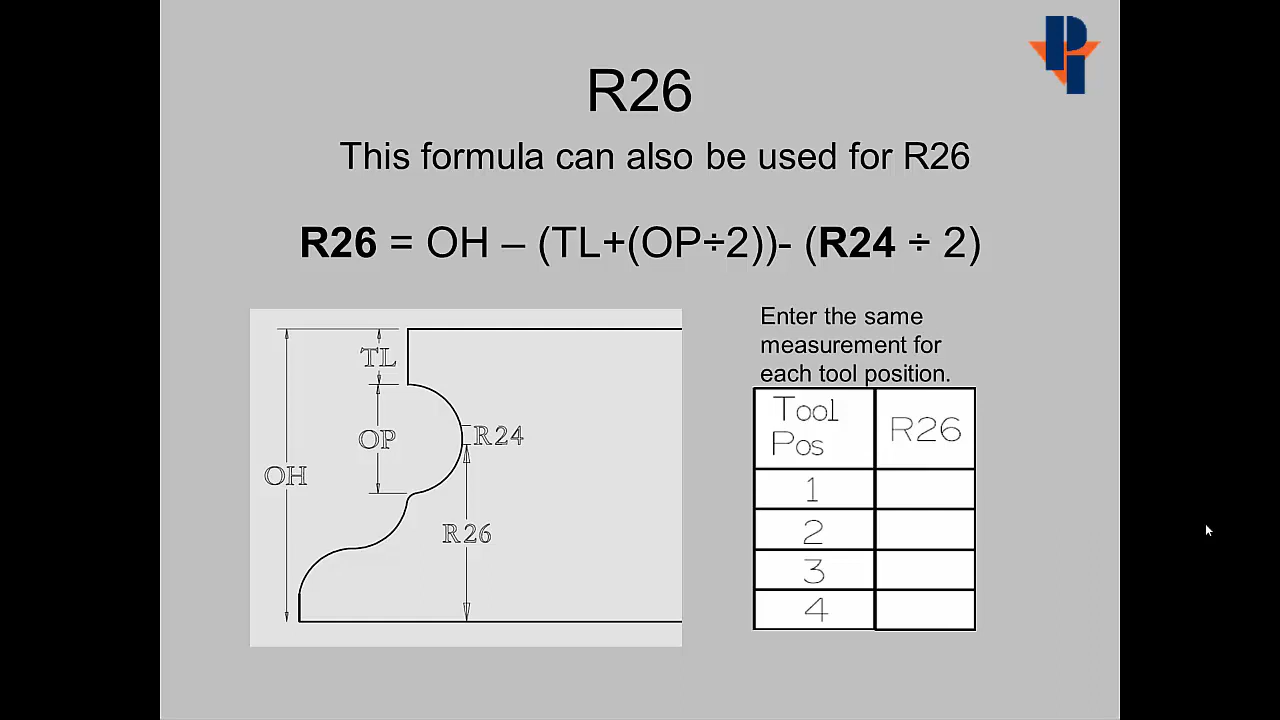 R26
This formula can also be used for R26
R26 = OH – (TL+(OP÷2))- (R24 ÷ 2)
TL
OP
R24
OH
R26
Enter the same
measurement for
each tool position.
Tool
Pos
R26
1
2
3
4